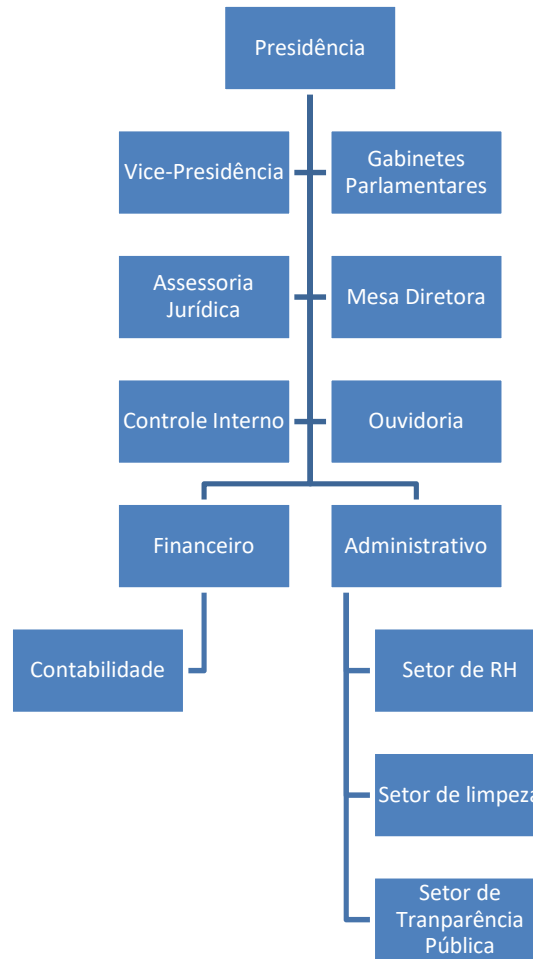 Presidência
Vice-Presidência
Gabinetes
Parlamentares
Assessoria
Jurídica
Mesa Diretora
Controle Interno
Ouvidoria
Financeiro
Administrativo
Contabilidade
Setor de RH
Setor de limpeza
Setor de
Tranparência
Pública